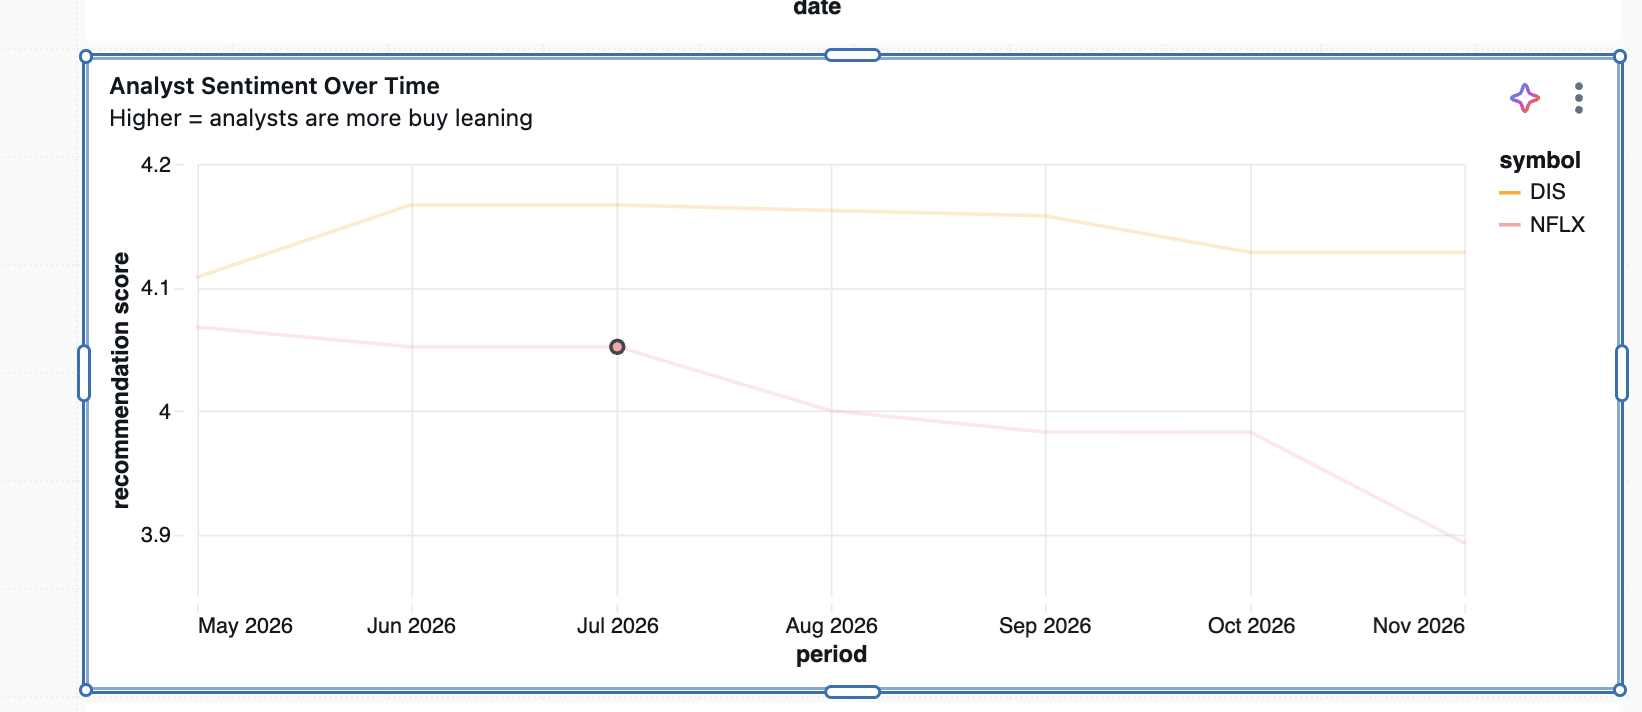 date
Analyst Sentiment Over Time
Higher = analysts are more buy leaning
symbol
DIS
NFLX
recommendation score
4.2
4.1
4
3.9
May 2026
Jun 2026
Jul 2026
Aug 2026
Sep 2026
Oct 2026
Nov 2026
period